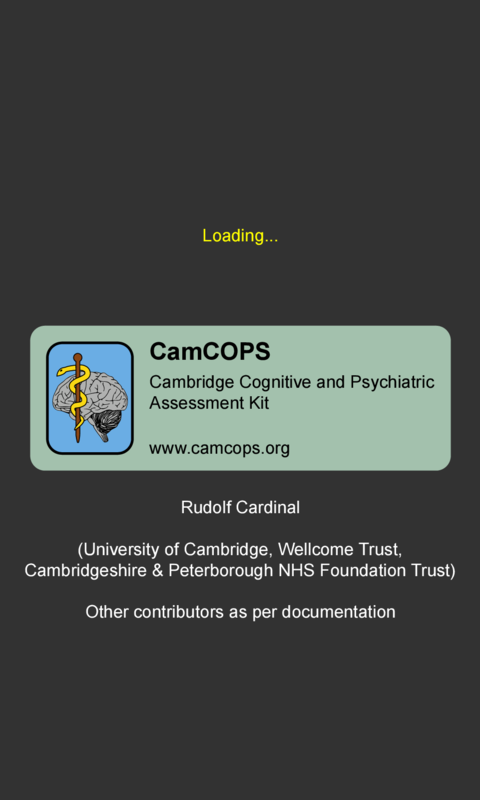 Loading...
CamCOPS
Cambridge Cognitive and Psychiatric
Assessment Kit
www.camcops.org
Rudolf Cardinal
(University of Cambridge, Wellcome Trust,
Cambridgeshire & Peterborough NHS Foundation Trust)
Other contributors as per documentation